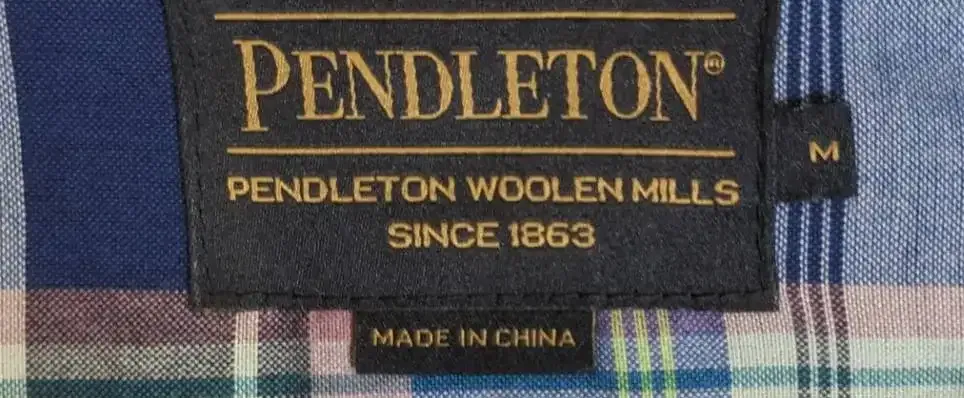 PENDLETON®
M
PENDLETON WOOLEN MILLS
SINCE 1863
MADE IN CHINA